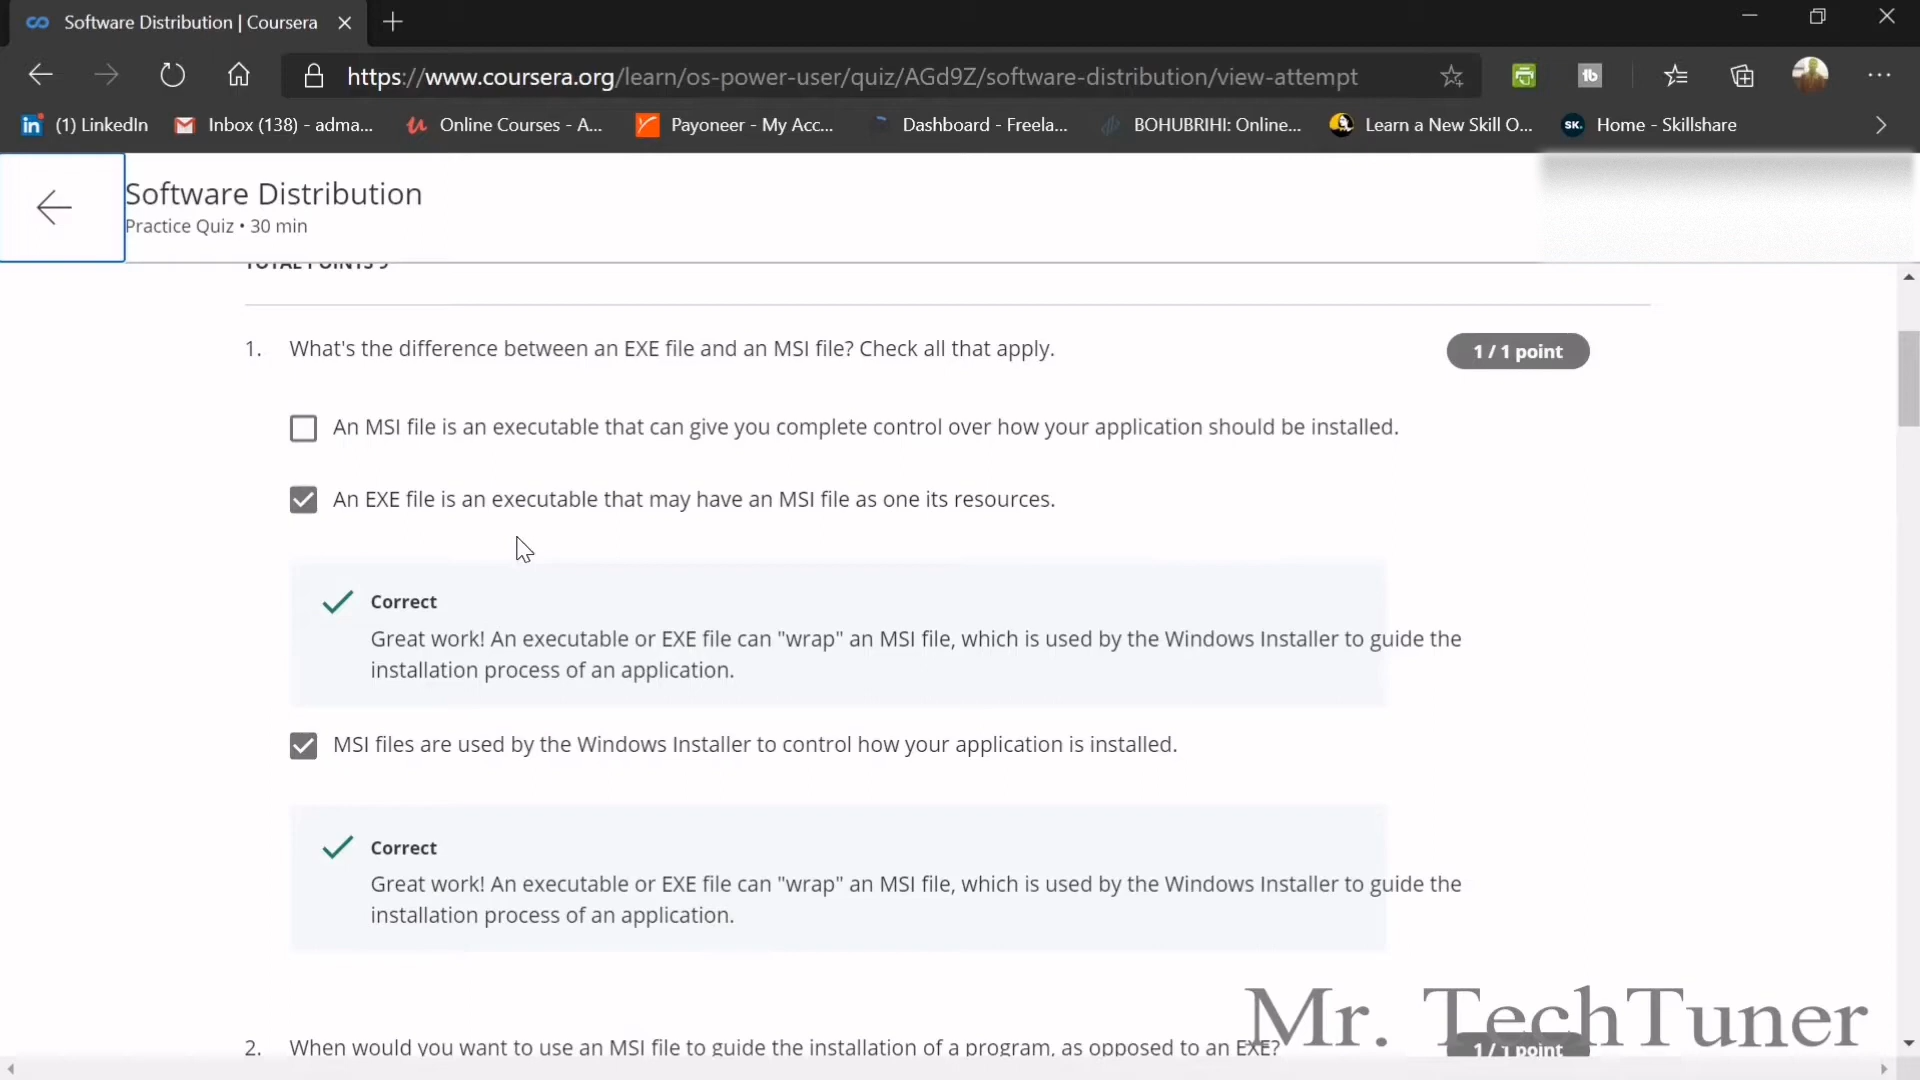 Software Distribution | Coursera
https://www.coursera.org/learn/os-power-user/quiz/AGd9Z/software-distribution/view-attempt
tb
in (1) LinkedIn
Inbox (138) - adma...
Online Courses - A...
Payoneer - My Acc...
Dashboard - Freela...
BOHUBRIHI: Online...
Learn a New Skill O...
SK. Home - Skillshare
Software Distribution
Practice Quiz • 30 min
TOTAL POINTS 9
1. What's the difference between an EXE file and an MSI file? Check all that apply.
1 / 1 point
An MSI file is an executable that can give you complete control over how your application should be installed.
An EXE file is an executable that may have an MSI file as one its resources.
Correct
Great work! An executable or EXE file can "wrap" an MSI file, which is used by the Windows Installer to guide the
installation process of an application.
MSI files are used by the Windows Installer to control how your application is installed.
Correct
Great work! An executable or EXE file can "wrap" an MSI file, which is used by the Windows Installer to guide the
installation process of an application.
2. When would you want to use an MSI file to guide the installation of a program, as opposed to an EXE?
1 / 1 point
Mr. TechTuner